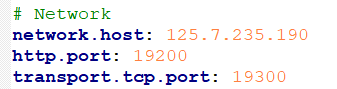 # Network
network.host: 125.7.235.190
http.port: 19200
transport.tcp.port: 19300